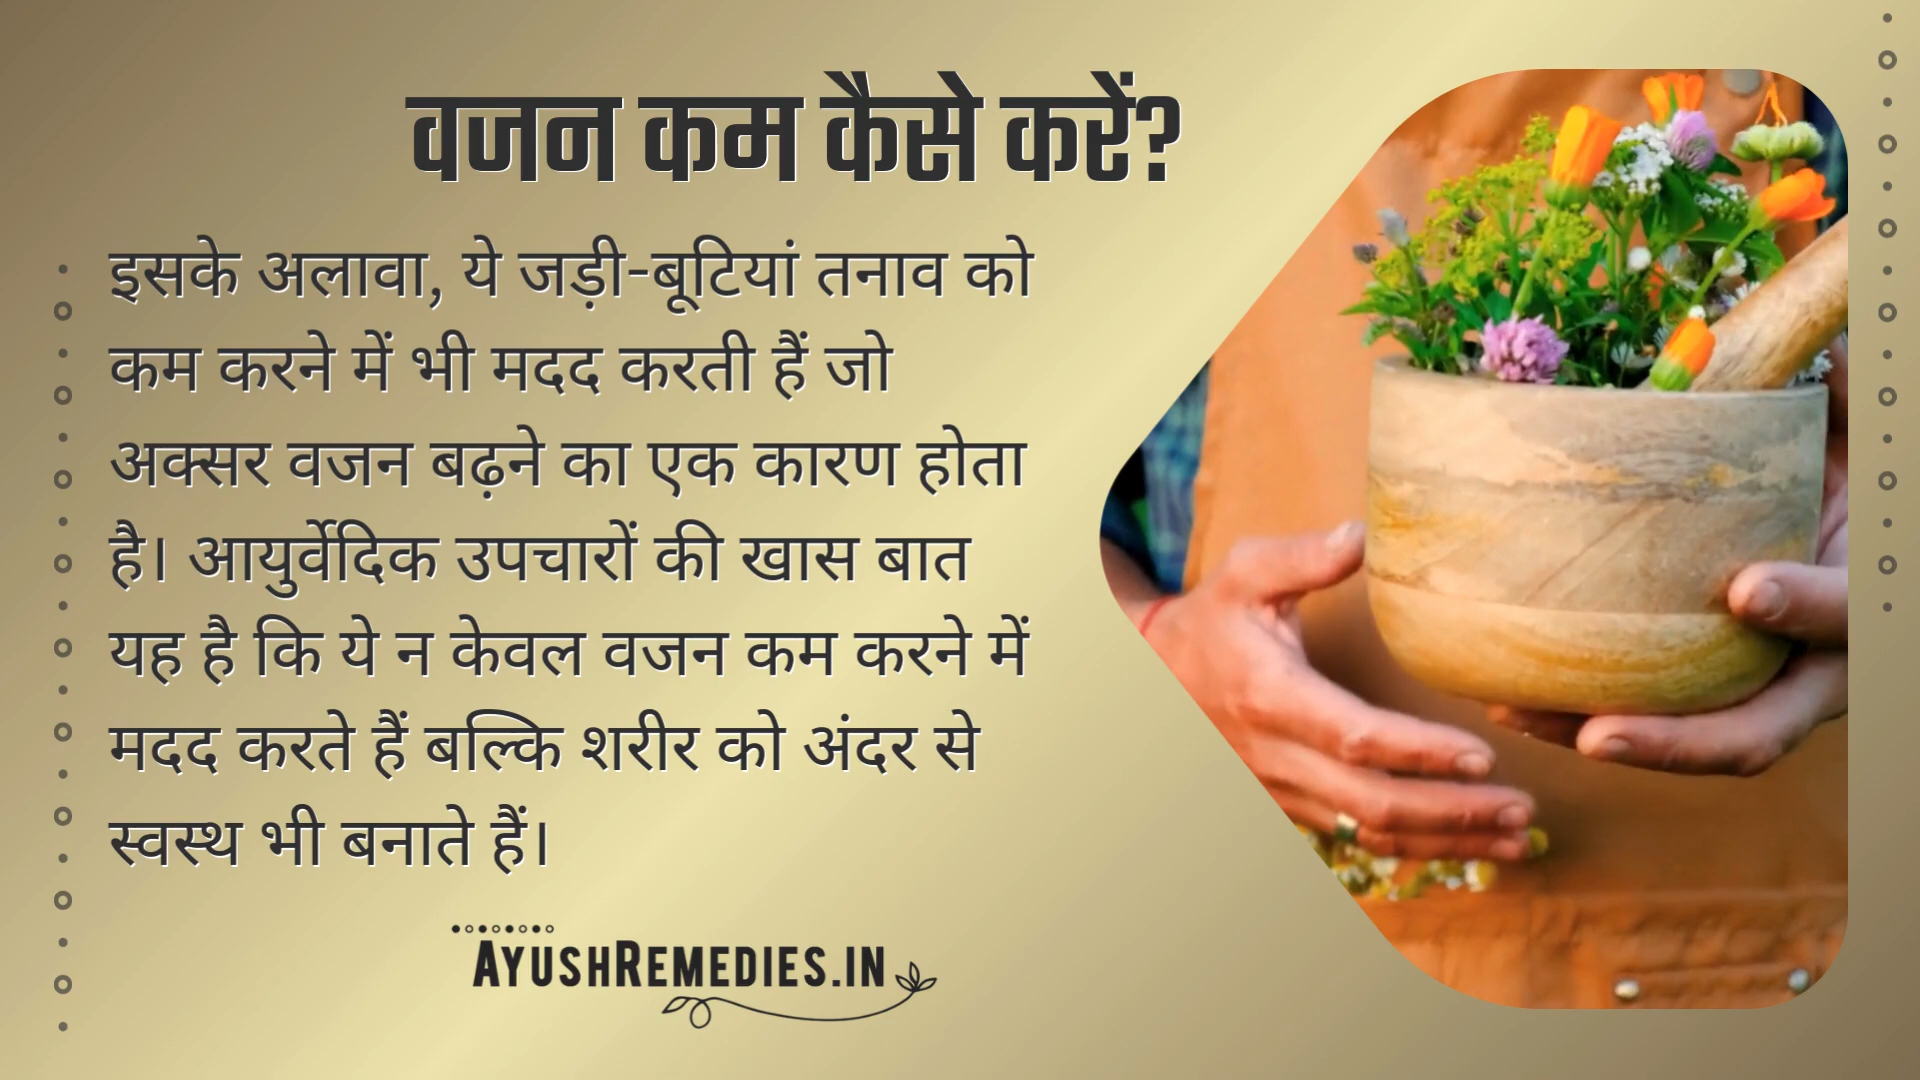 वजन कम कैसे करें?
इसके अलावा, ये जड़ी-बूटियां तनाव को
कम करने में भी मदद करती हैं जो
अक्सर वजन बढ़ने का एक कारण होता
है। आयुर्वेदिक उपचारों की खास बात
यह है कि ये न केवल वजन कम करने में
मदद करते हैं बल्कि शरीर को अंदर से
स्वस्थ भी बनाते हैं।
AYUSHREMEDIES.IN